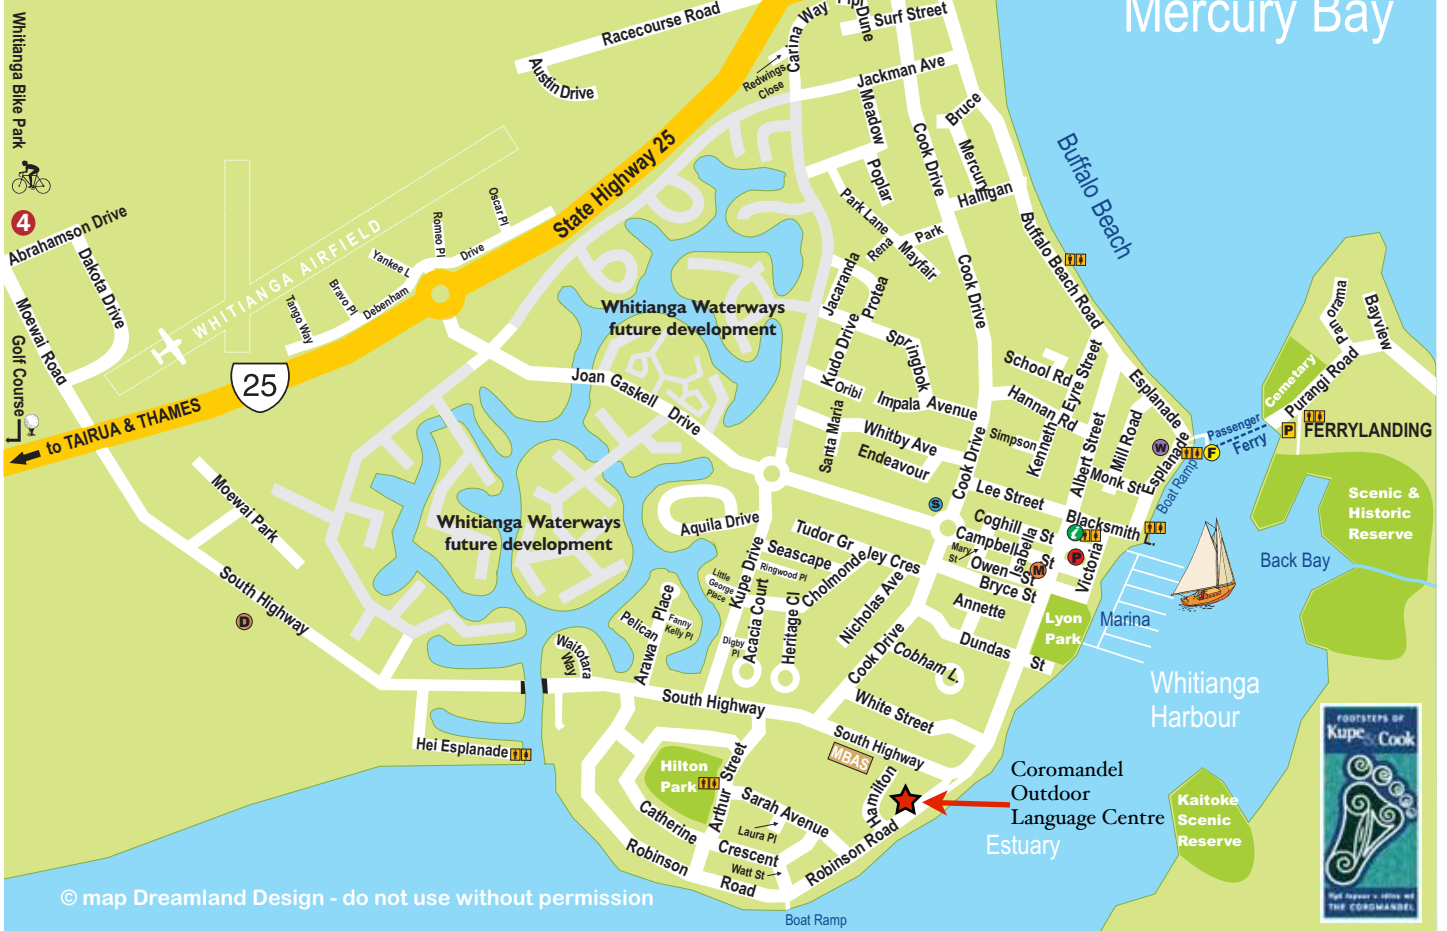 Mercury Bay
Whitianga Bike Park
4
Abrahamson Drive
Dakota Drive
Moewai Road
Golf Course
Racecourse Road
Austin Drive
Redwings
Close
Carina Way
Dune
Surf Street
Jackman Ave
Meadow
Poplar
Cook Drive
Bruce
Mercury
Halligan
Buffalo Beach
Buffalo Beach Road
Park Lane
Rena
Park
Mayfair
Cook Drive
State Highway 25
WHITIANGA AIRFIELD
Oscar Pl
Romeo Pl
Drive
Yankee L
Bravo Pl
Debenham
Tango Way
25
to TAIRUA & THAMES
Whitianga Waterways
future development
Jacaranda
Protea
Kudo Drive
Springbok
Oribi
Impala Avenue
Santa Maria
Whitby Ave
Endeavour
Cook Drive
School Rd
Hannan Rd
Eyre Street
Simpson
Kenneth
Albert Street
Mill Road
Monk St
Esplanade
Esplanade
W
F
Boat Ramp
Passenger
Ferry
Cemetary
Panorama
Bayview
Purangi Road
P
FERRYLANDING
Scenic &
Historic
Reserve
Back Bay
Joan Gaskell Drive
Moewai Park
South Highway
D
Whitianga Waterways
future development
Aquila Drive
S
Lee Street
Coghill St
Campbell St
Mary
St
Isabella
Owen St
Bryce St
Blacksmith L.
i
P
M
Victoria
Annette
Lyon
Park
Marina
Dundas St
Tudor Gr
Seascape
Ringwood Pl
Cholmondeley Cres
Nicholas Ave
Little
George
Place
Kupe Drive
Acacia Court
Heritage Cl
Digby
Pl
Cook Drive
Cobham L.
White Street
Waitotara
Way
Pelican
Arawa Place
Fanny
Kelly Pl
South Highway
South Highway
MBAS
Hei Esplanade
Hilton
Park
Arthur Street
Sarah Avenue
Laura Pl
Catherine
Crescent
Watt St
Robinson
Road
Robinson Road
Hamilton
Coromandel
Outdoor
Language Centre
Estuary
Whitianga
Harbour
Kaitoke
Scenic
Reserve
FOOTSTEPS OF
Kupe & Cook
THE COROMANDEL
© map Dreamland Design - do not use without permission
Boat Ramp